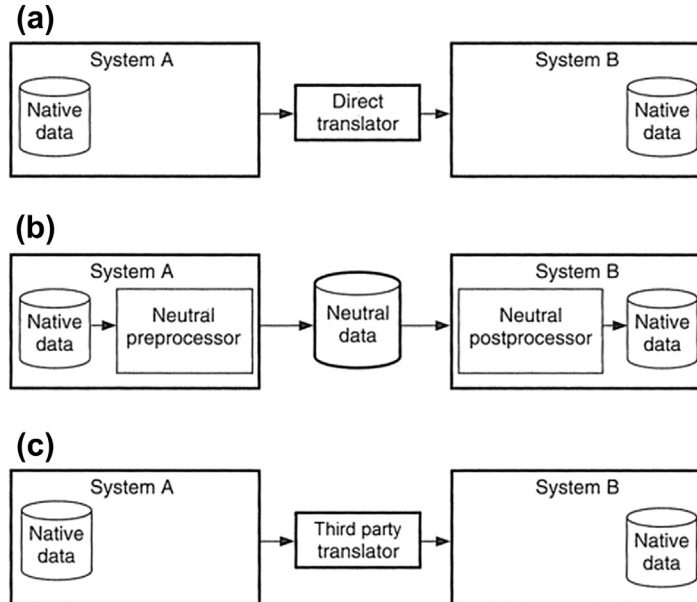 (a)
System A
Native
data
Direct
translator
System B
Native
data
(b)
System A
Native
data
Neutral
preprocessor
Neutral
data
System B
Neutral
postprocessor
Native
data
(c)
System A
Native
data
Third party
translator
System B
Native
data